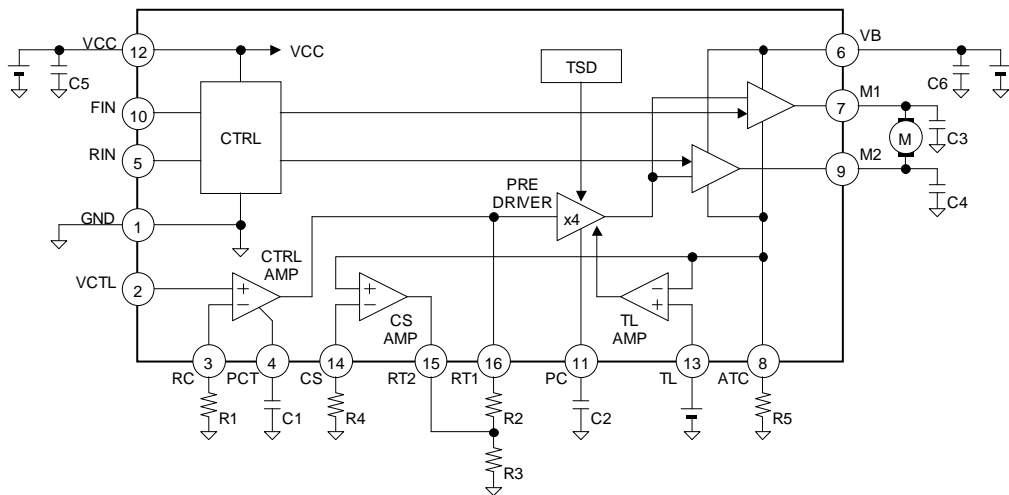 VCC 12 VCC VB 6
C5 TSD C6
FIN 10 M1 7
CTRL C3
RIN 5 M M2 9
PRE
DRIVER C4
GND 1 x4
CTRL
AMP
VCTL 2 + − + − − +
CS
AMP
TL
AMP
3 4 14 15 16 11 13 8
RC PCT CS RT2 RT1 PC TL ATC
R1 C1 R4 R2 C2 R5
R3